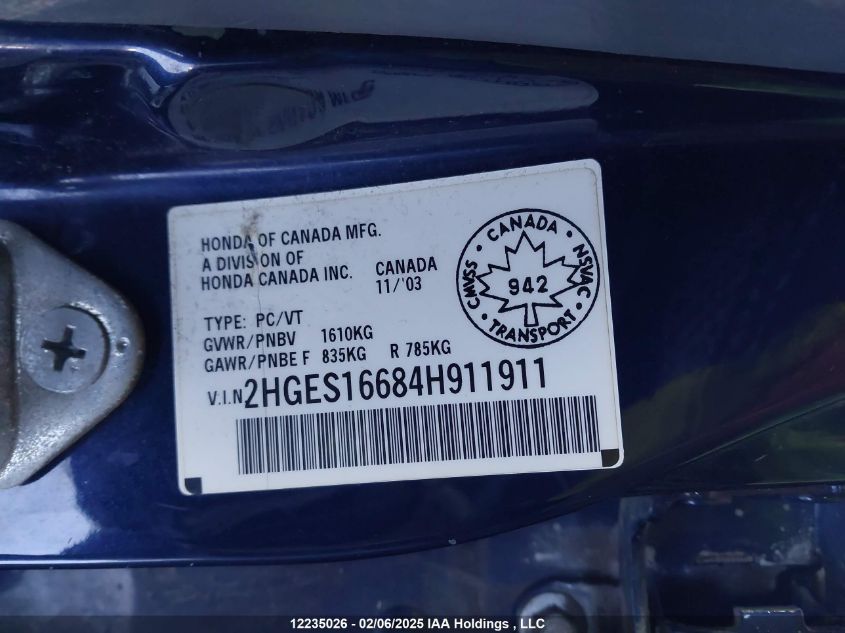 HONDA OF CANADA MFG.
A DIVISION OF
HONDA CANADA INC.
CANADA
11/'03
TYPE: PC/VT
GVWR/PNBV 1610KG
GAWR/PNBE F 835KG R 785KG
V.I.N 2HGES16684H911911
CANADA
CMVSS
NSVAC
942
TRANSPORT
12235026 - 02/06/2025 IAA Holdings , LLC